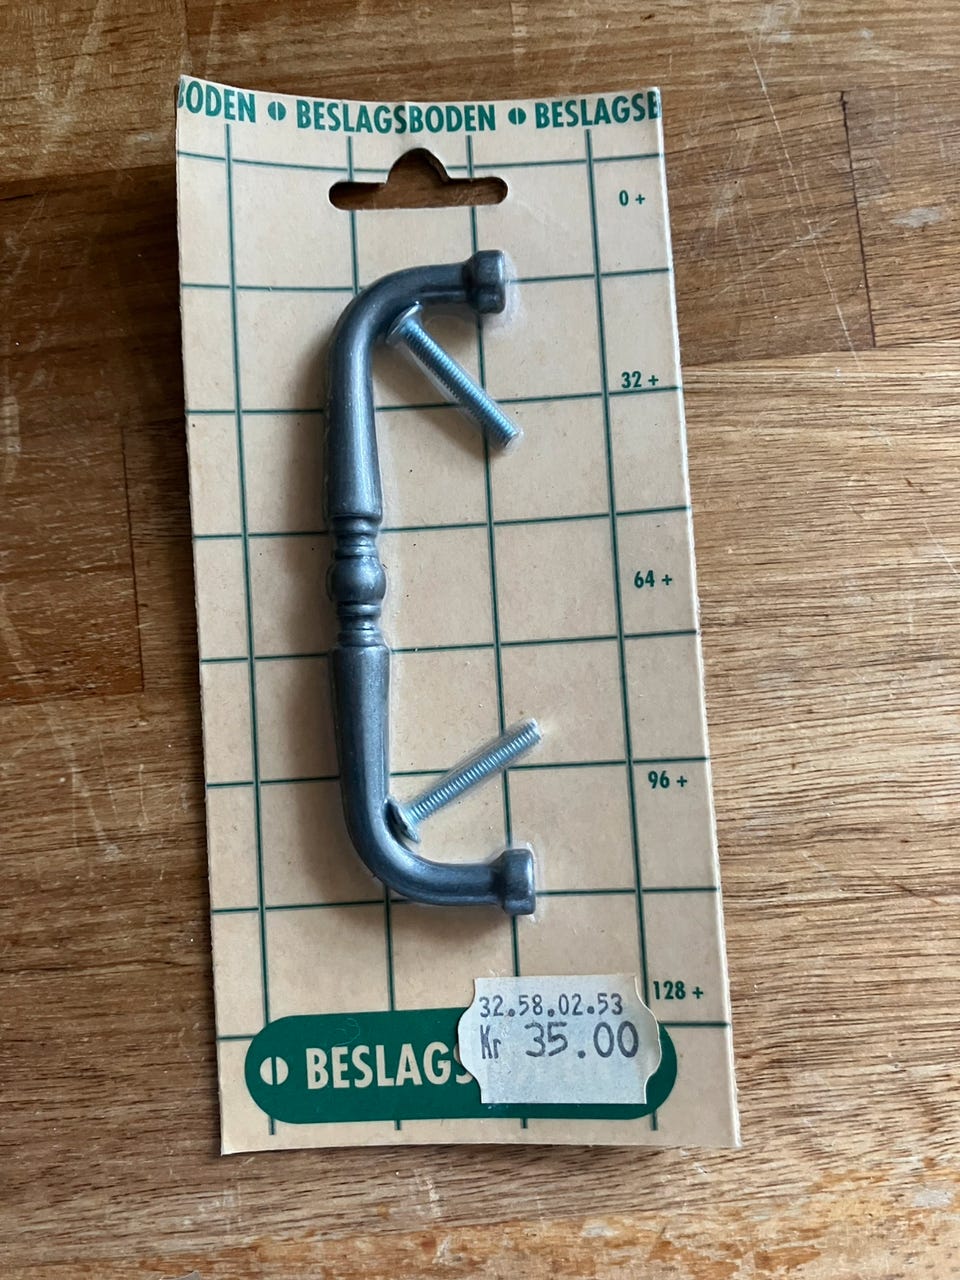 BODEN BESLAGSBODEN BESLAGSB
0 +
32 +
64 +
96 +
128 +
32.58.02.53
Kr 35.00
BESLAGS